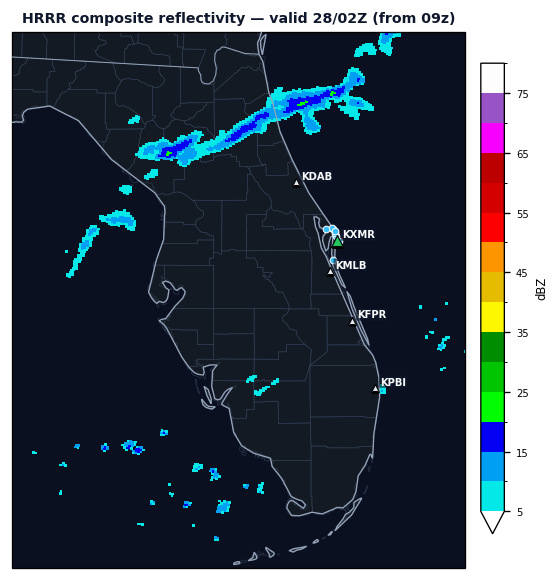 HRRR composite reflectivity — valid 28/02Z (from 09z)
75
65
55
45
35
25
15
5
dBZ
KDAB
KXMR
KMLB
KFPR
KPBI